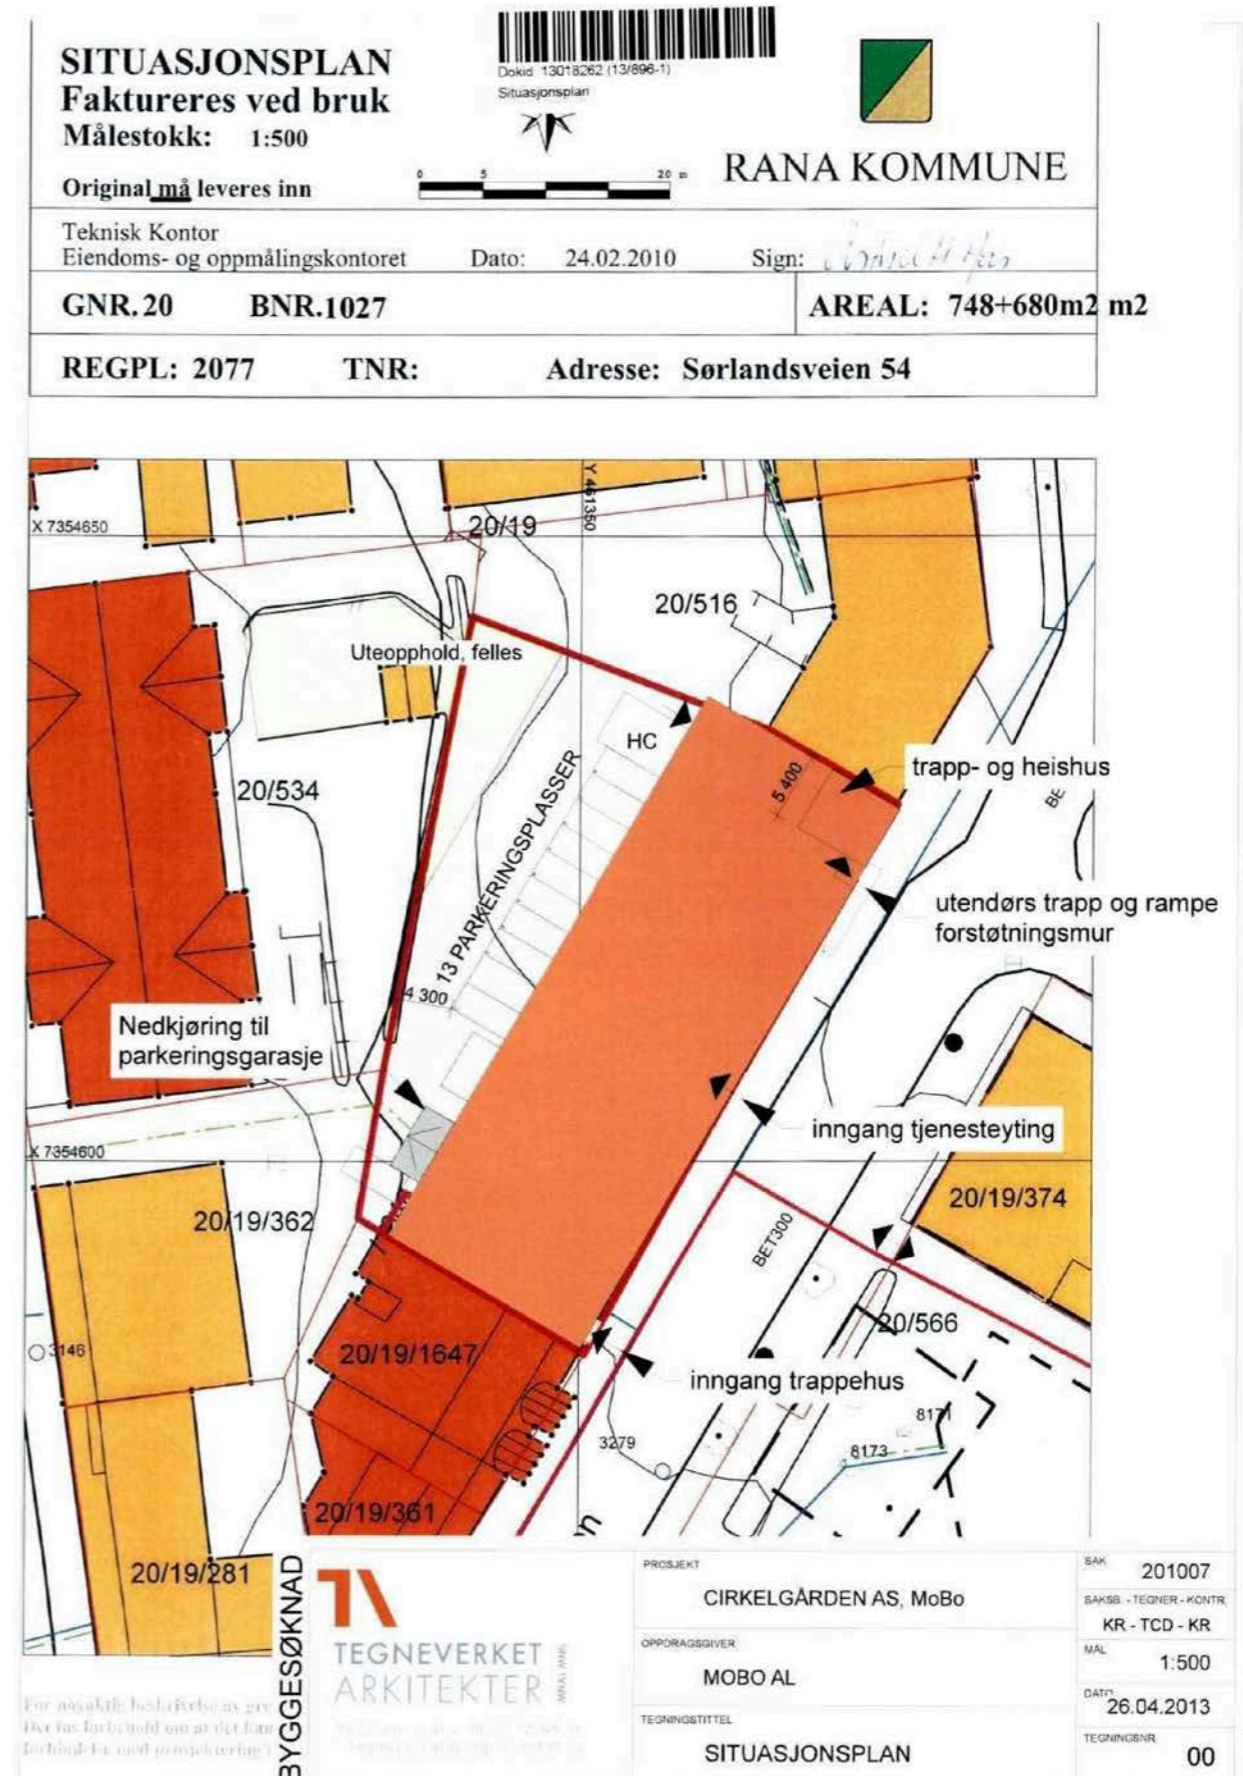 SITUASJONSPLAN
Faktureres ved bruk
Målestokk: 1:500
Original må leveres inn
Dokid: 13018262 (13/896-1)
Situasjonsplan
0 5 20 m
RANA KOMMUNE
Teknisk Kontor
Eiendoms- og oppmålingskontoret Dato: 24.02.2010 Sign:
GNR.20 BNR.1027 AREAL: 748+680m2 m2
REGPL: 2077 TNR: Adresse: Sørlandsveien 54
X 7354650
20/19
Y 461350
20/516
Uteopphold, felles
HC
trapp- og heishus
5 400
20/534
BE
13 PARKERINGSPLASSER
utendørs trapp og rampe
forstøtningsmur
4 300
Nedkjøring til
parkeringsgarasje
inngang tjenesteyting
X 7354600
20/19/374
20/19/362
BET300
20/566
3146
20/19/1647
inngang trappehus
8171
3279
8173
20/19/361
20/19/281
BYGGESØKNAD
TEGNEVERKET
ARKITEKTER
PROSJEKT
CIRKELGÅRDEN AS, MoBo
OPPDRAGSGIVER
MOBO AL
TEGNINGSTITTEL
SITUASJONSPLAN
SAK 201007
SAKSB. - TEGNER - KONTR.
KR - TCD - KR
MÅL
1:500
DATO
26.04.2013
TEGNINGSNR
00